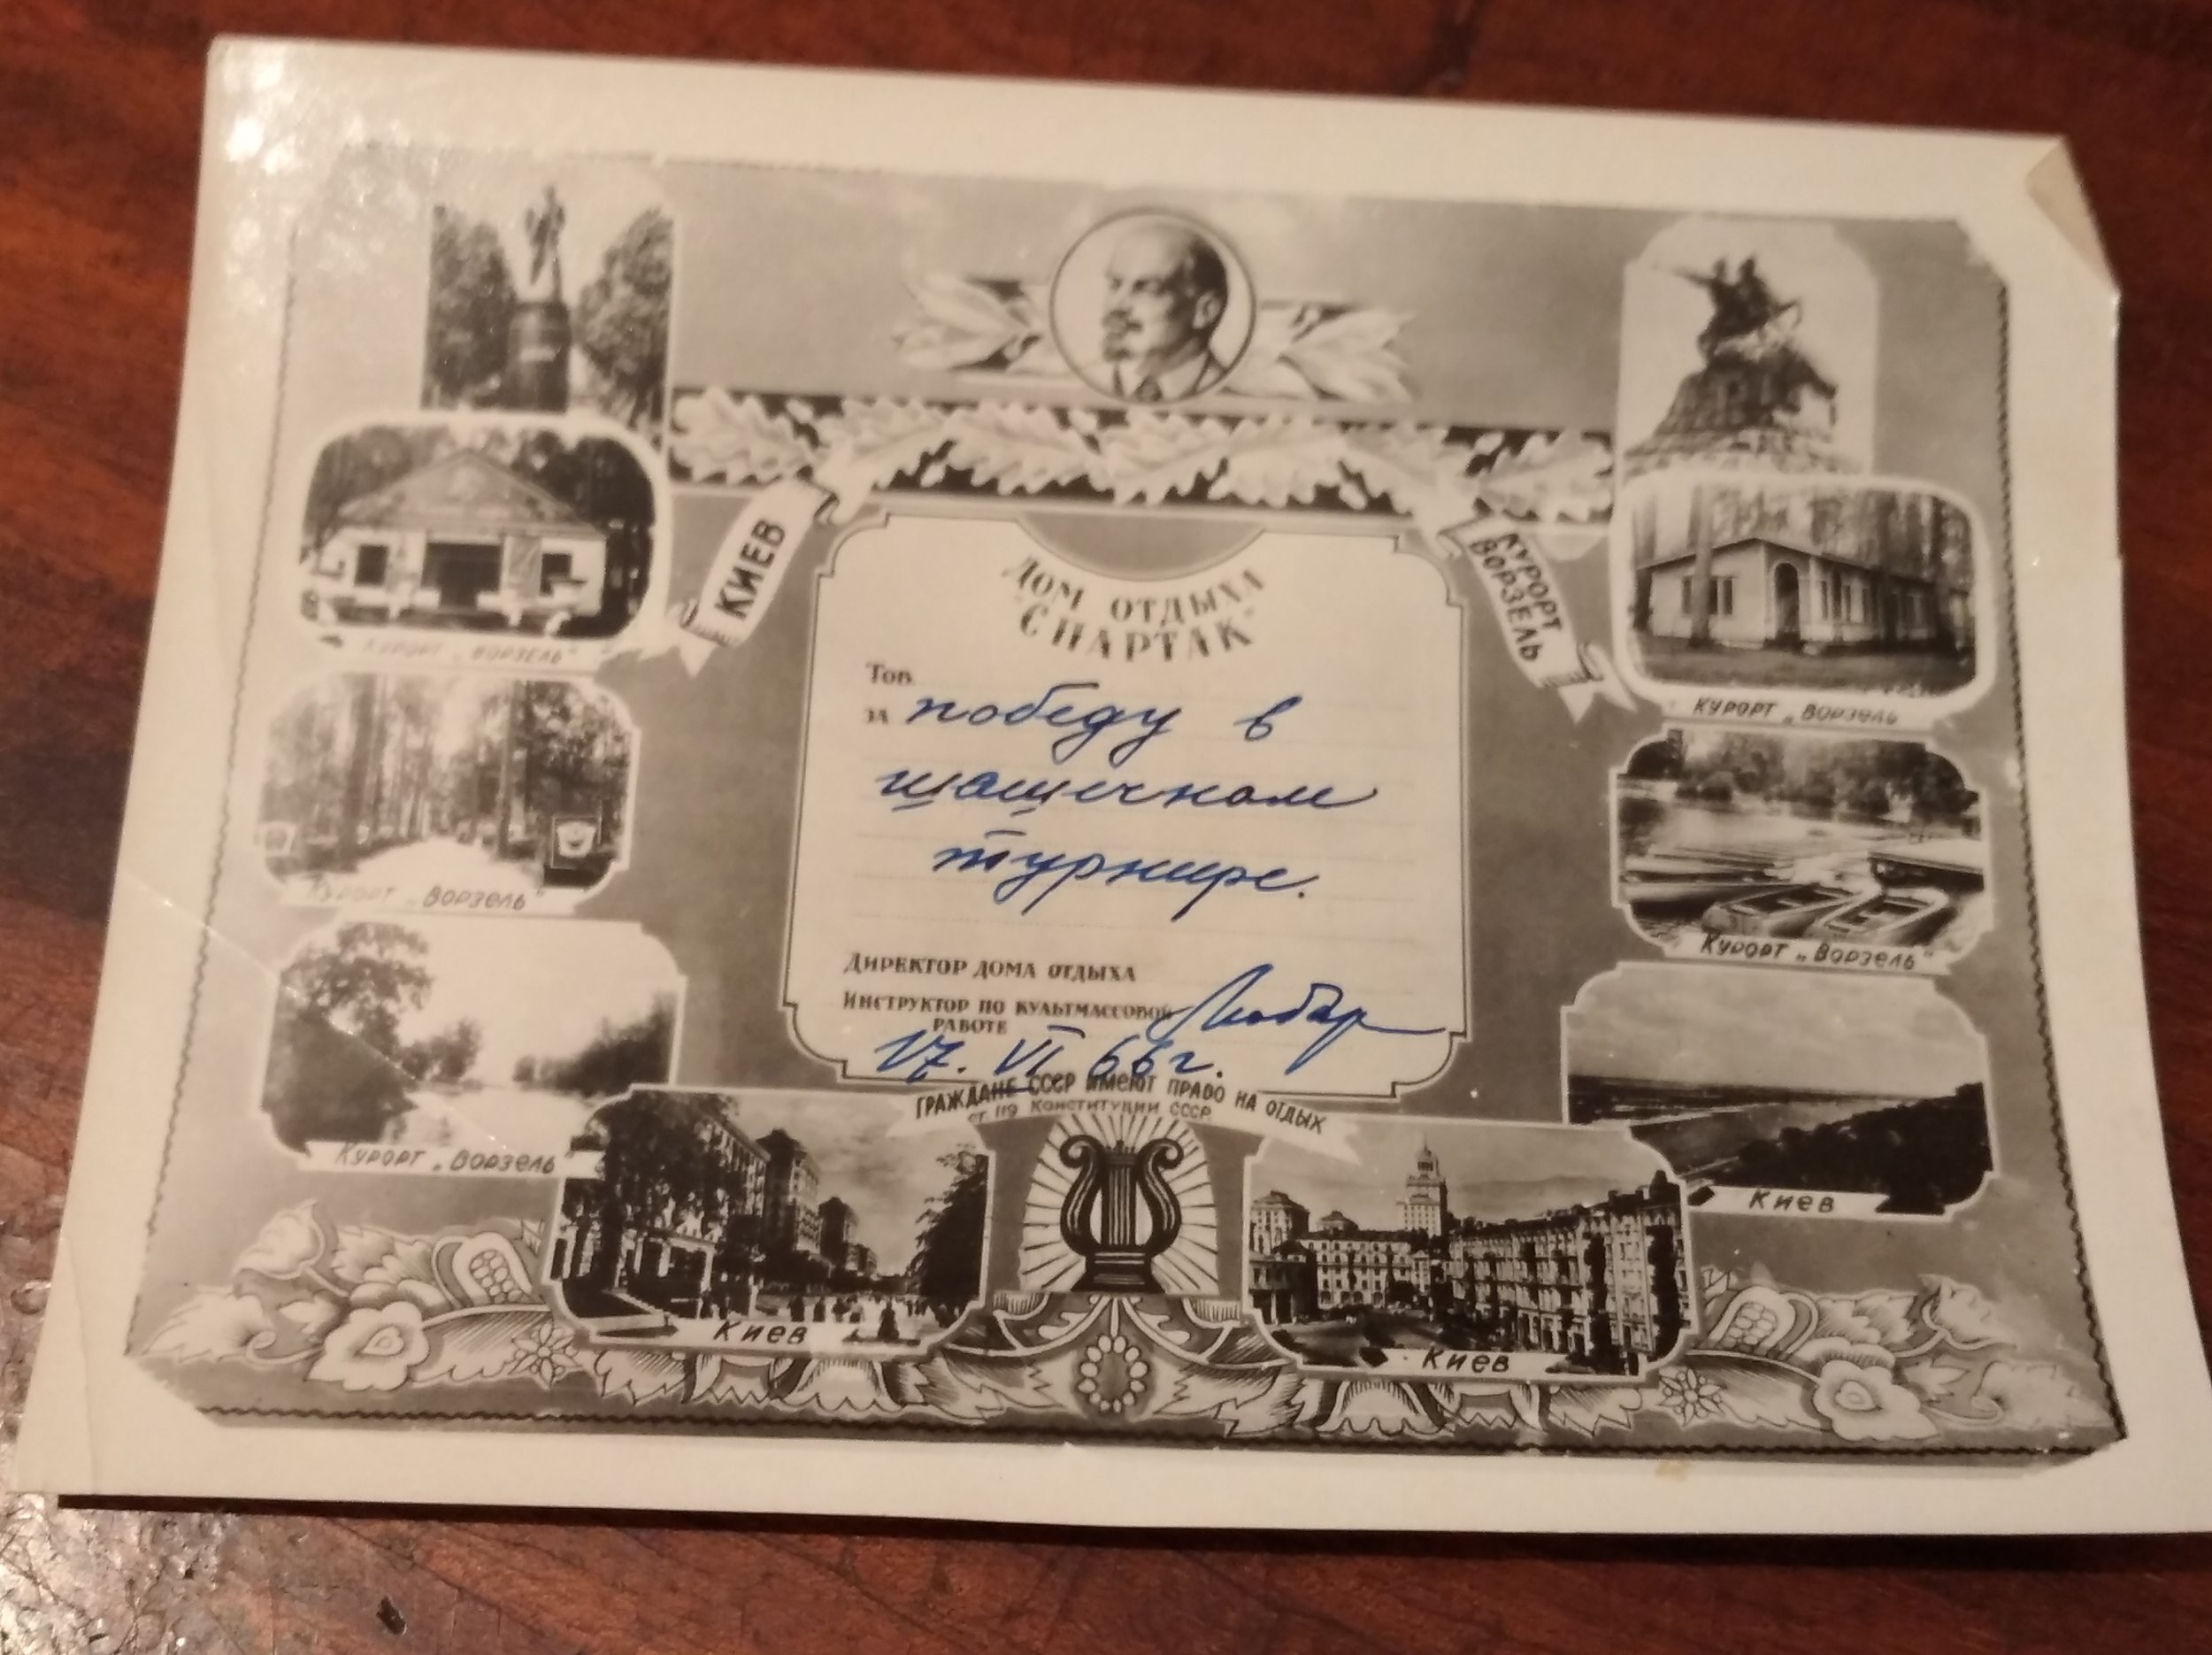 КИЕВ
КУРОРТ
ВОРЗЕЛЬ
ДОМ ОТДЫХА
"СПАРТАК"
Тов.
за победу в
шашечном
турнире.
ДИРЕКТОР ДОМА ОТДЫХА
ИНСТРУКТОР ПО КУЛЬТМАССОВОЙ
РАБОТЕ
17. VI 66 г.
ГРАЖДАНЕ СССР ИМЕЮТ ПРАВО НА ОТДЫХ
ст 119 Конституции СССР
Курорт „Ворзель"
Курорт „Ворзель"
Курорт „Ворзель"
Курорт „Ворзель
Курорт „Ворзель"
Киев
Киев
Киев